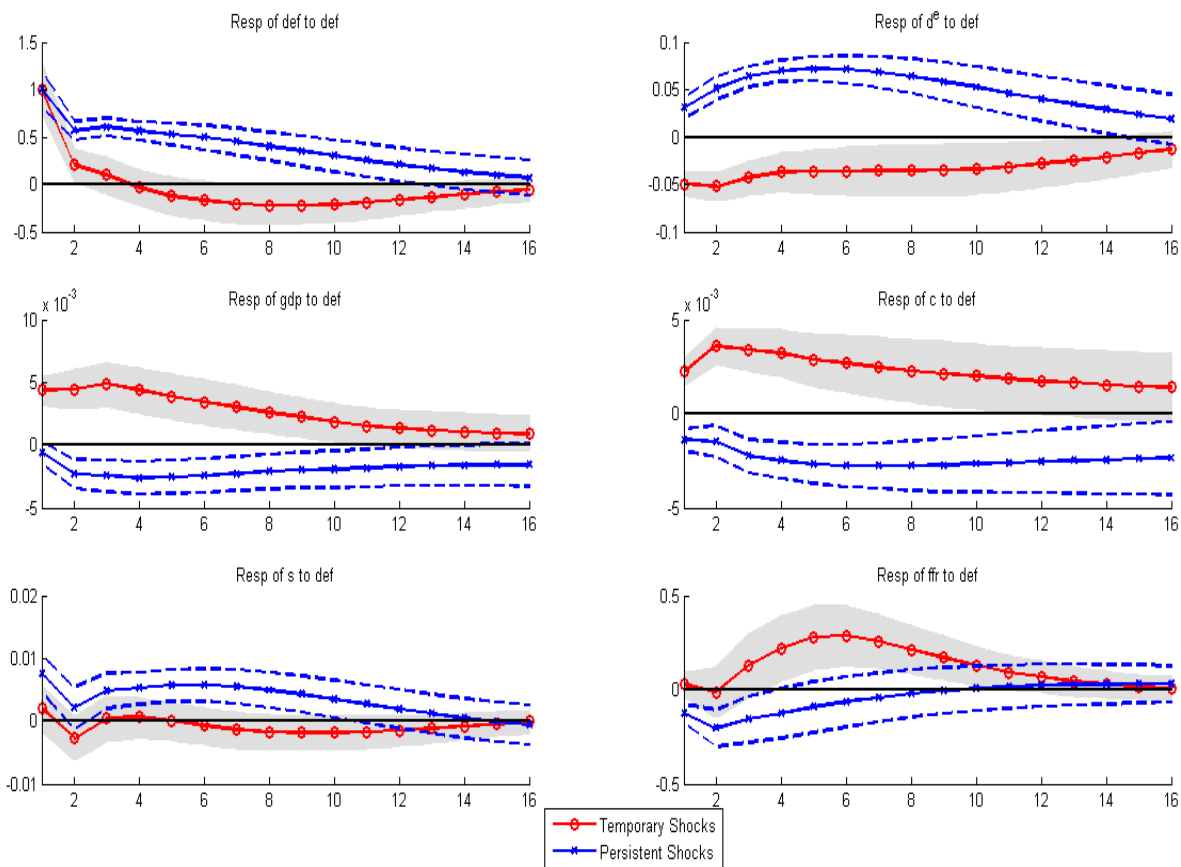 Resp of def to def
1.5
1
0.5
0
-0.5
2 4 6 8 10 12 14 16
Resp of dᵉ to def
0.1
0.05
0
-0.05
-0.1
2 4 6 8 10 12 14 16
Resp of gdp to def
x 10⁻³
10
5
0
-5
2 4 6 8 10 12 14 16
Resp of c to def
x 10⁻³
5
0
-5
2 4 6 8 10 12 14 16
Resp of s to def
0.02
0.01
0
-0.01
2 4 6 8 10 12 14 16
Resp of ffr to def
0.5
0
-0.5
2 4 6 8 10 12 14 16
Temporary Shocks
Persistent Shocks